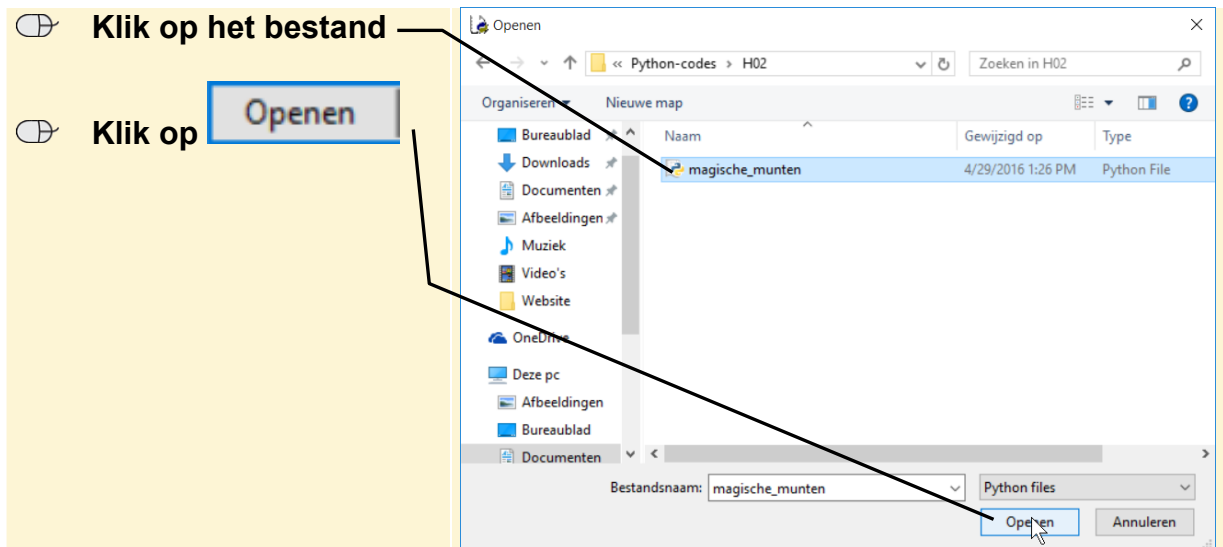 Klik op het bestand
Klik op Openen
Openen
« Python-codes > H02
Zoeken in H02
Organiseren Nieuwe map
Naam Gewijzigd op Type
magische_munten 4/29/2016 1:26 PM Python File
Bureaublad
Downloads
Documenten
Afbeeldingen
Muziek
Video's
Website
OneDrive
Deze pc
Afbeeldingen
Bureaublad
Documenten
Bestandsnaam: magische_munten Python files
Openen Annuleren